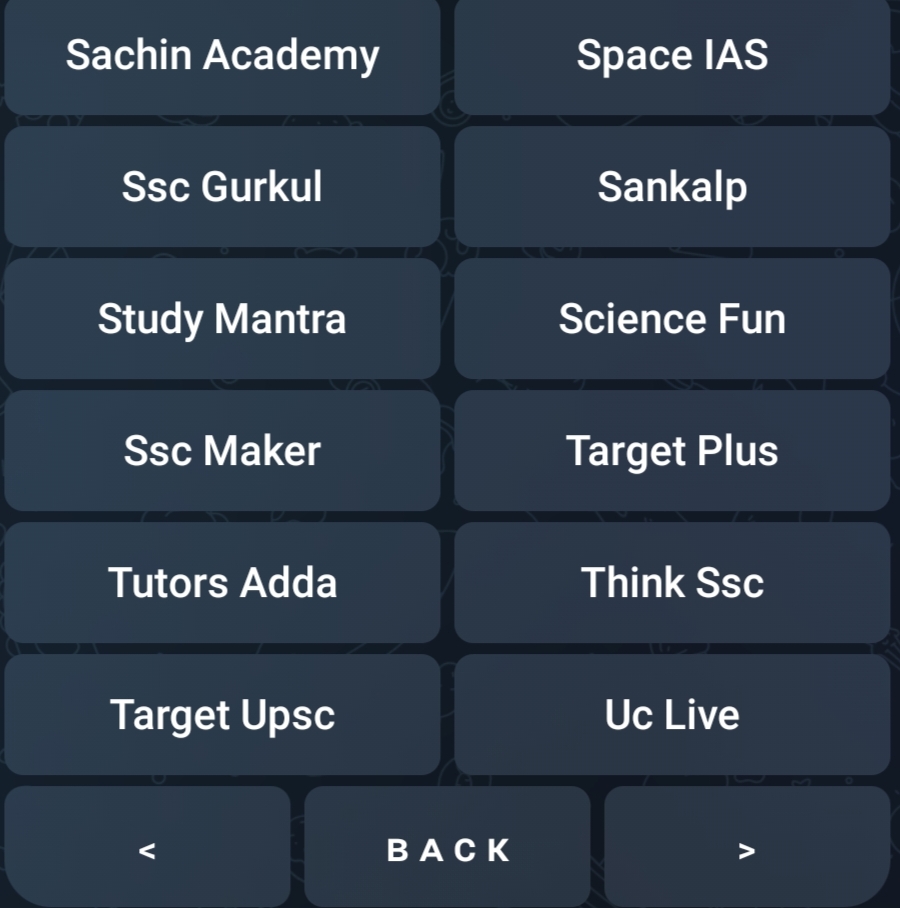 Sachin Academy
Space IAS
Ssc Gurkul
Sankalp
Study Mantra
Science Fun
Ssc Maker
Target Plus
Tutors Adda
Think Ssc
Target Upsc
Uc Live
<
BACK
>